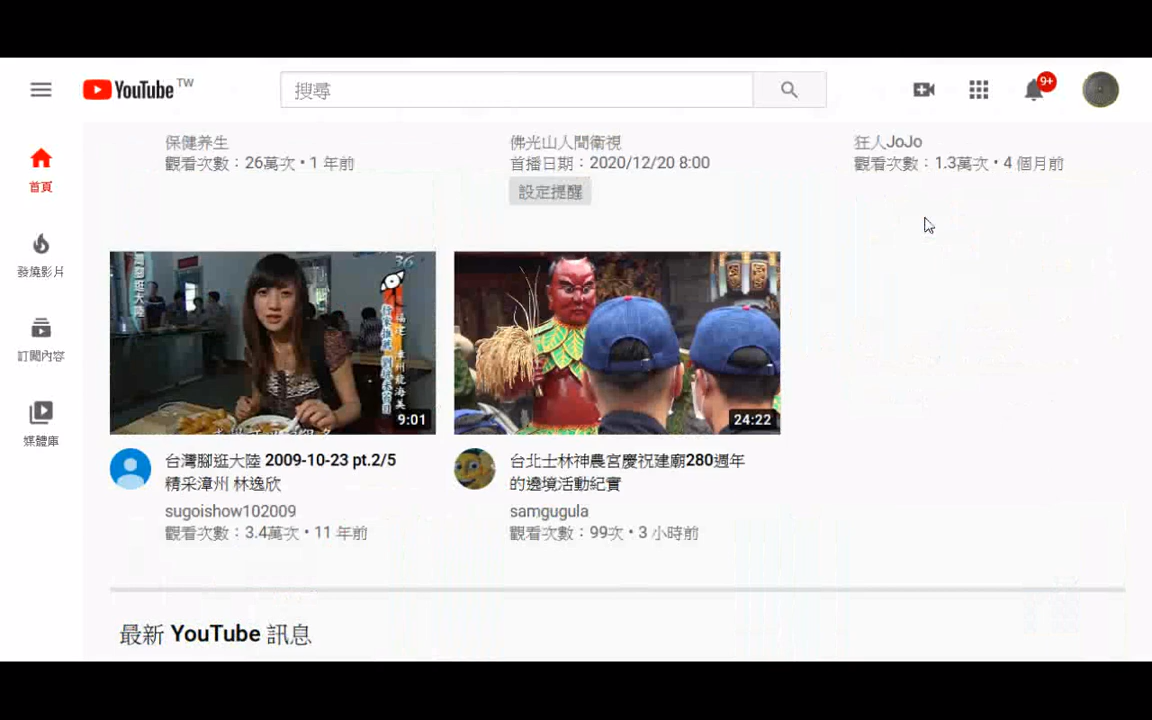 YouTube TW
搜尋
9+
首頁
發燒影片
訂閱內容
媒體庫
保健养生
觀看次數：26萬次 • 1 年前
佛光山人間衛視
首播日期：2020/12/20 8:00
設定提醒
狂人JoJo
觀看次數：1.3萬次 • 4 個月前
36
灣腳逛大陸
9:01
台灣腳逛大陸 2009-10-23 pt.2/5
精采漳州 林逸欣
sugoishow102009
觀看次數：3.4萬次 • 11 年前
24:22
台北士林神農宮慶祝建廟280週年
的遶境活動紀實
samgugula
觀看次數：99次 • 3 小時前
最新 YouTube 訊息